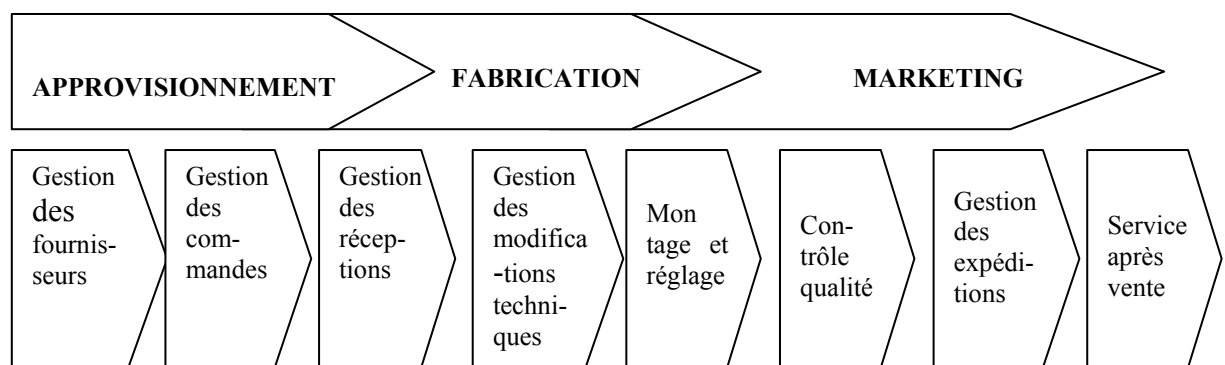 APPROVISIONNEMENT
FABRICATION
MARKETING
Gestion
des
fournis-
seurs
Gestion
des
com-
mandes
Gestion
des
récep-
tions
Gestion
des
modifica
-tions
techni-
ques
Mon
tage et
réglage
Con-
trôle
qualité
Gestion
des
expédi-
tions
Service
après
vente